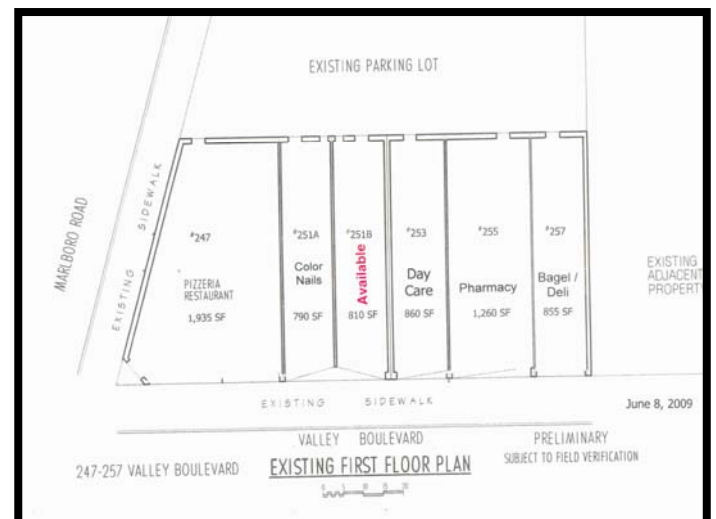 EXISTING PARKING LOT
MARLBORO ROAD
EXISTING SIDEWALK
#247
PIZZERIA
RESTAURANT
1,935 SF
#251A
Color
Nails
790 SF
#251B
Available
810 SF
#253
Day
Care
860 SF
#255
Pharmacy
1,260 SF
#257
Bagel /
Deli
855 SF
EXISTING
ADJACENT
PROPERTY
EXISTING SIDEWALK
June 8, 2009
VALLEY BOULEVARD
PRELIMINARY
SUBJECT TO FIELD VERIFICATION
247-257 VALLEY BOULEVARD
EXISTING FIRST FLOOR PLAN